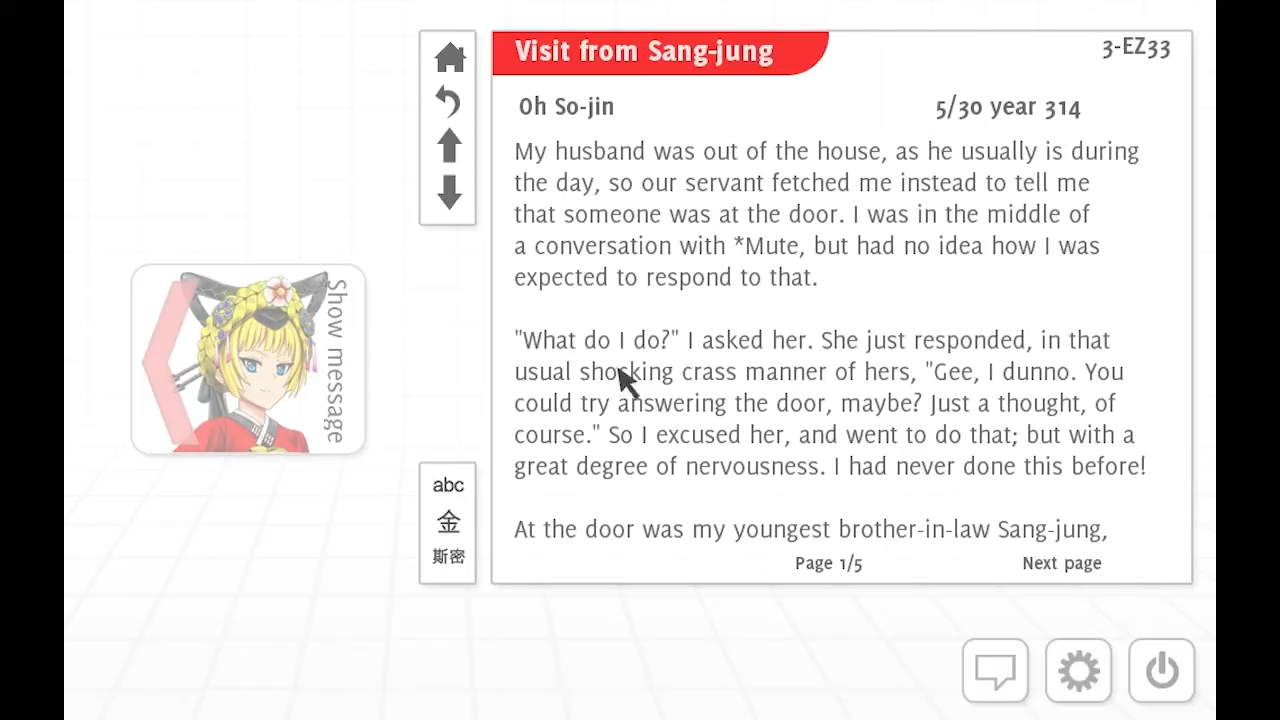 Visit from Sang-jung
3-EZ33
Oh So-jin
5/30 year 314
My husband was out of the house, as he usually is during
the day, so our servant fetched me instead to tell me
that someone was at the door. I was in the middle of
a conversation with *Mute, but had no idea how I was
expected to respond to that.
"What do I do?" I asked her. She just responded, in that
usual shocking crass manner of hers, "Gee, I dunno. You
could try answering the door, maybe? Just a thought, of
course." So I excused her, and went to do that; but with a
great degree of nervousness. I had never done this before!
At the door was my youngest brother-in-law Sang-jung,
Page 1/5
Next page
Show message
abc
金
斯密